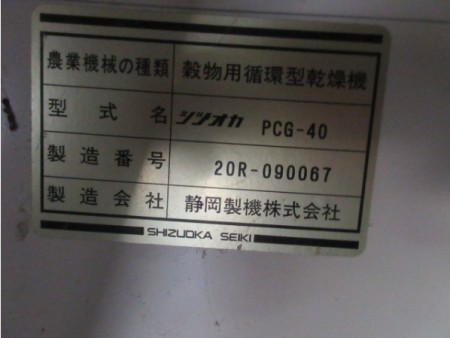 農業機械の種類 穀物用循環型乾燥機
型式名 シヅオカ PCG-40
製造番号 20R-090067
製造会社 静岡製機株式会社
SHIZUOKA SEIKI